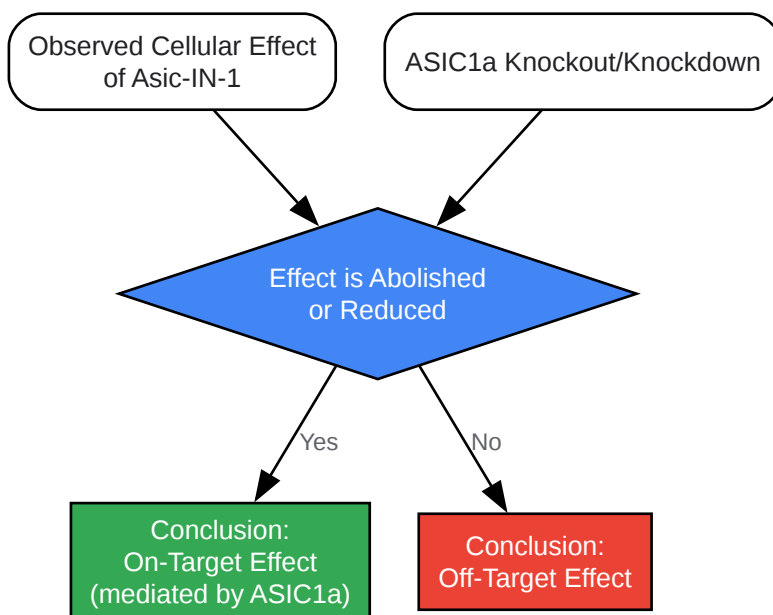 Observed Cellular Effect
of Asic-IN-1
ASIC1a Knockout/Knockdown
Effect is Abolished
or Reduced
Yes
No
Conclusion:
On-Target Effect
(mediated by ASIC1a)
Conclusion:
Off-Target Effect